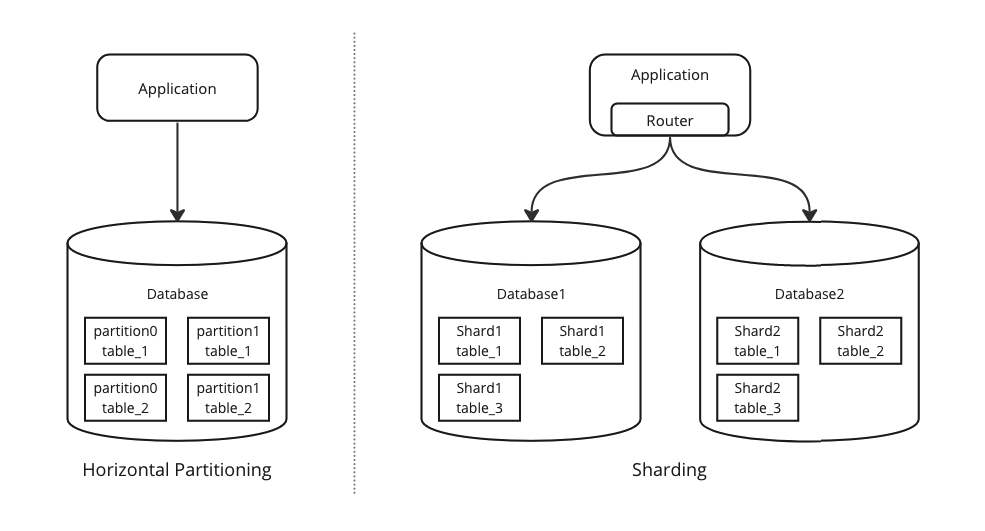 Application
Database
partition0
table_1
partition1
table_1
partition0
table_2
partition1
table_2
Horizontal Partitioning
Application
Router
Database1
Shard1
table_1
Shard1
table_2
Shard1
table_3
Database2
Shard2
table_1
Shard2
table_2
Shard2
table_3
Sharding